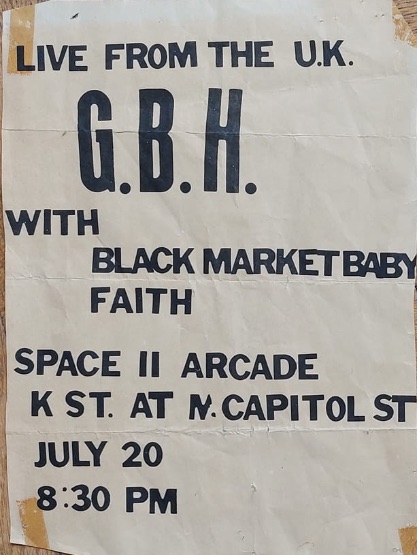 LIVE FROM THE U.K.
G.B.H.
WITH
BLACK MARKET BABY
FAITH
SPACE II ARCADE
K ST. AT N. CAPITOL ST
JULY 20
8:30 PM